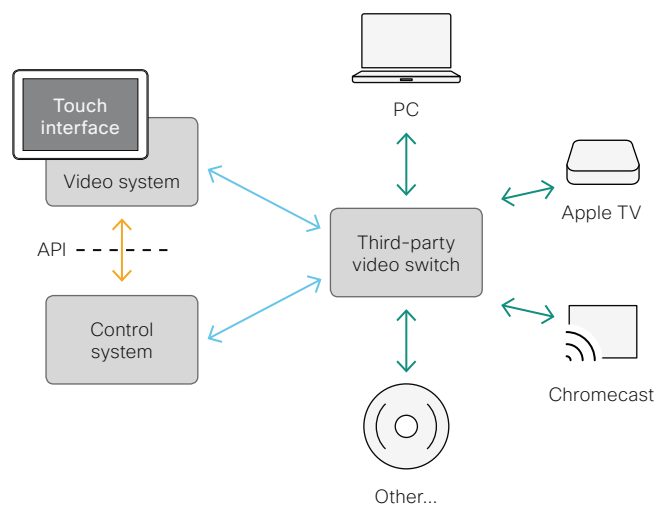 Touch
interface
Video system
API
Control
system
Third-party
video switch
PC
Apple TV
Chromecast
Other...